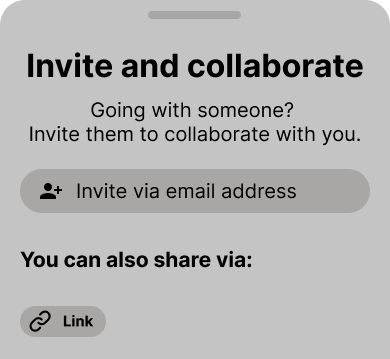 Invite and collaborate
Going with someone?
Invite them to collaborate with you.
Invite via email address
You can also share via:
Link